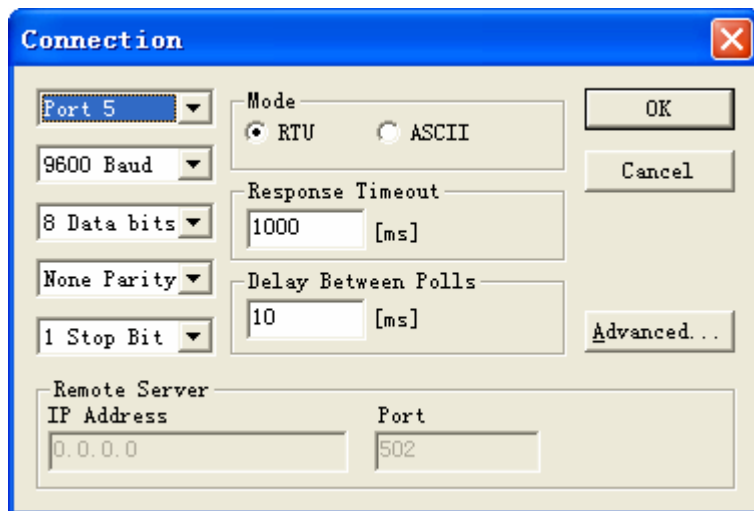 Connection
Port 5
9600 Baud
8 Data bits
None Parity
1 Stop Bit
Mode
RTU
ASCII
Response Timeout
1000
[ms]
Delay Between Polls
10
[ms]
OK
Cancel
Advanced...
Remote Server
IP Address
0.0.0.0
Port
502